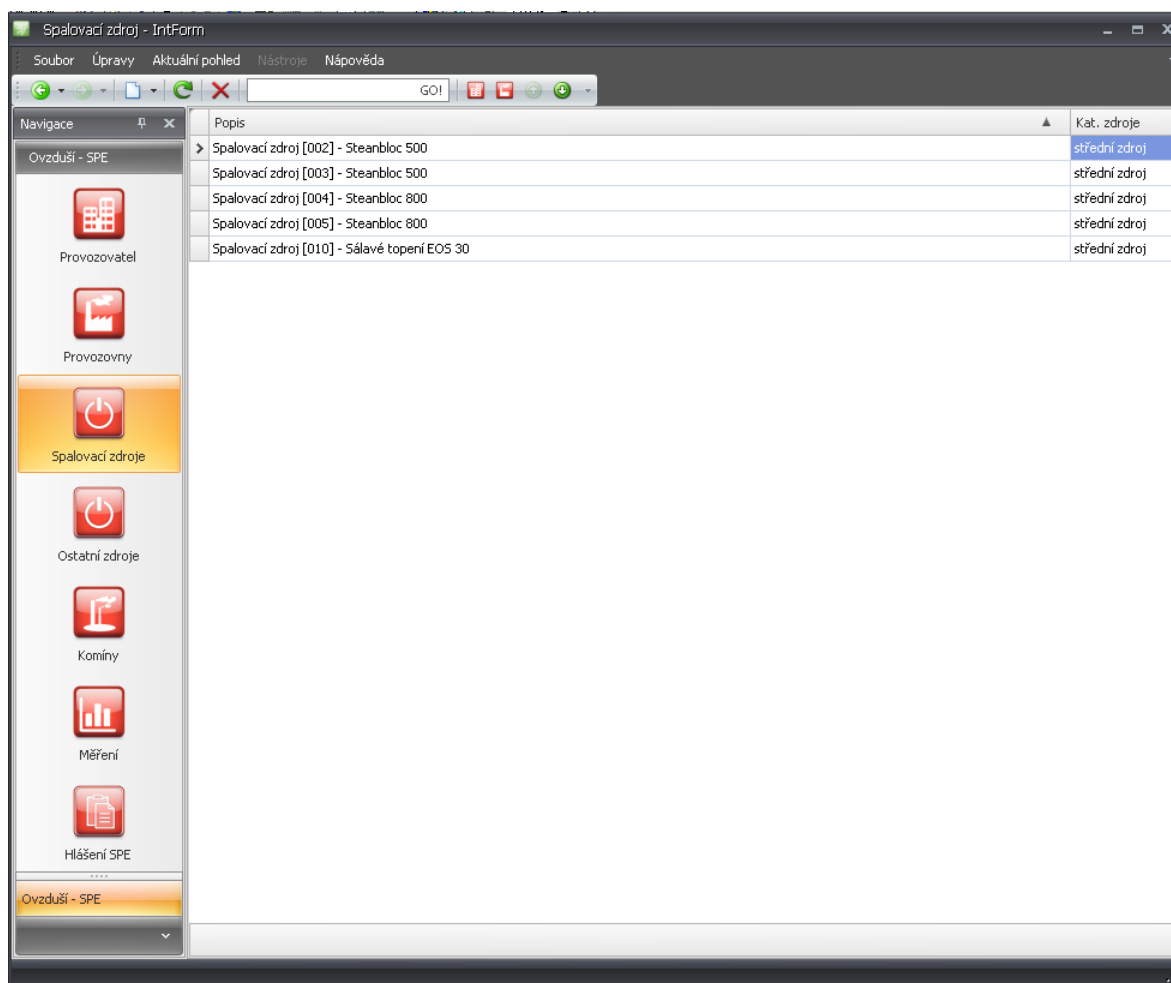 Spalovací zdroj - IntForm
Soubor Úpravy Aktuální pohled Nástroje Nápověda
GO!
Navigace
Ovzduší - SPE
Provozovatel
Provozovny
Spalovací zdroje
Ostatní zdroje
Komíny
Měření
Hlášení SPE
Ovzduší - SPE
Popis Kat. zdroje
Spalovací zdroj [002] - Steanbloc 500 střední zdroj
Spalovací zdroj [003] - Steanbloc 500 střední zdroj
Spalovací zdroj [004] - Steanbloc 800 střední zdroj
Spalovací zdroj [005] - Steanbloc 800 střední zdroj
Spalovací zdroj [010] - Sálavé topení EOS 30 střední zdroj